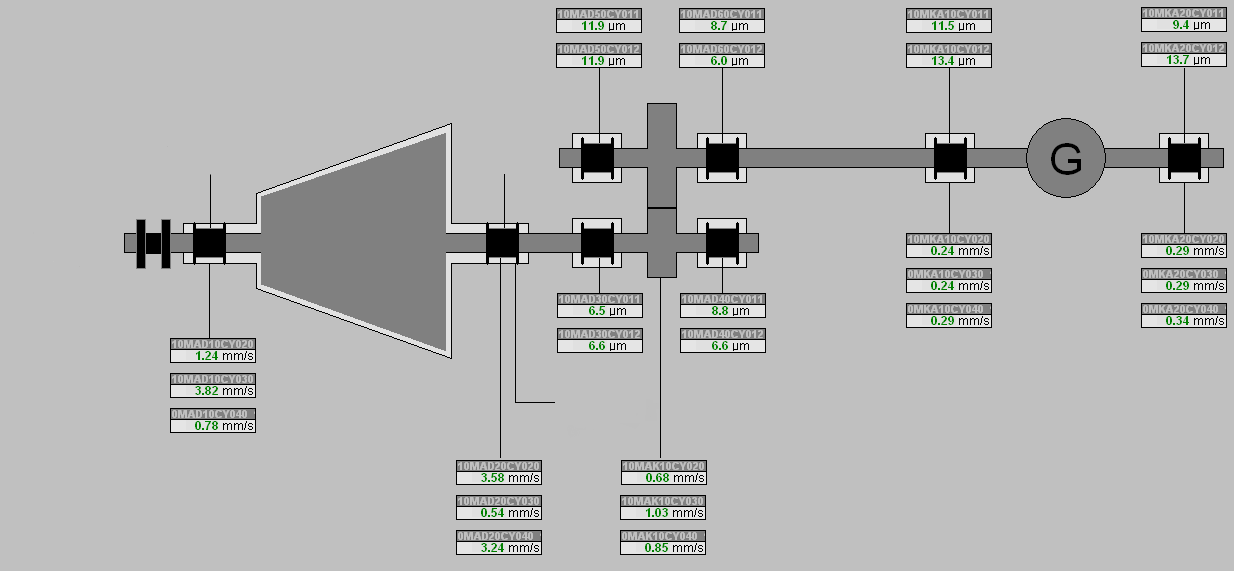 10MAD50CY011
11.9 µm
10MAD60CY011
8.7 µm
10MKA10CY011
11.5 µm
10MKA20CY011
9.4 µm
10MAD50CY012
11.9 µm
10MAD60CY012
6.0 µm
10MKA10CY012
13.4 µm
10MKA20CY012
13.7 µm
G
10MKA10CY020
0.24 mm/s
0MKA10CY030
0.24 mm/s
0MKA10CY040
0.29 mm/s
10MKA20CY020
0.29 mm/s
0MKA20CY030
0.29 mm/s
0MKA20CY040
0.34 mm/s
10MAD30CY011
6.5 µm
10MAD40CY011
8.8 µm
10MAD30CY012
6.6 µm
10MAD40CY012
6.6 µm
10MAD10CY020
1.24 mm/s
10MAD10CY030
3.82 mm/s
0MAD10CY040
0.78 mm/s
10MAD20CY020
3.58 mm/s
10MAD20CY030
0.54 mm/s
0MAD20CY040
3.24 mm/s
10MAK10CY020
0.68 mm/s
10MAK10CY030
1.03 mm/s
0MAK10CY040
0.85 mm/s